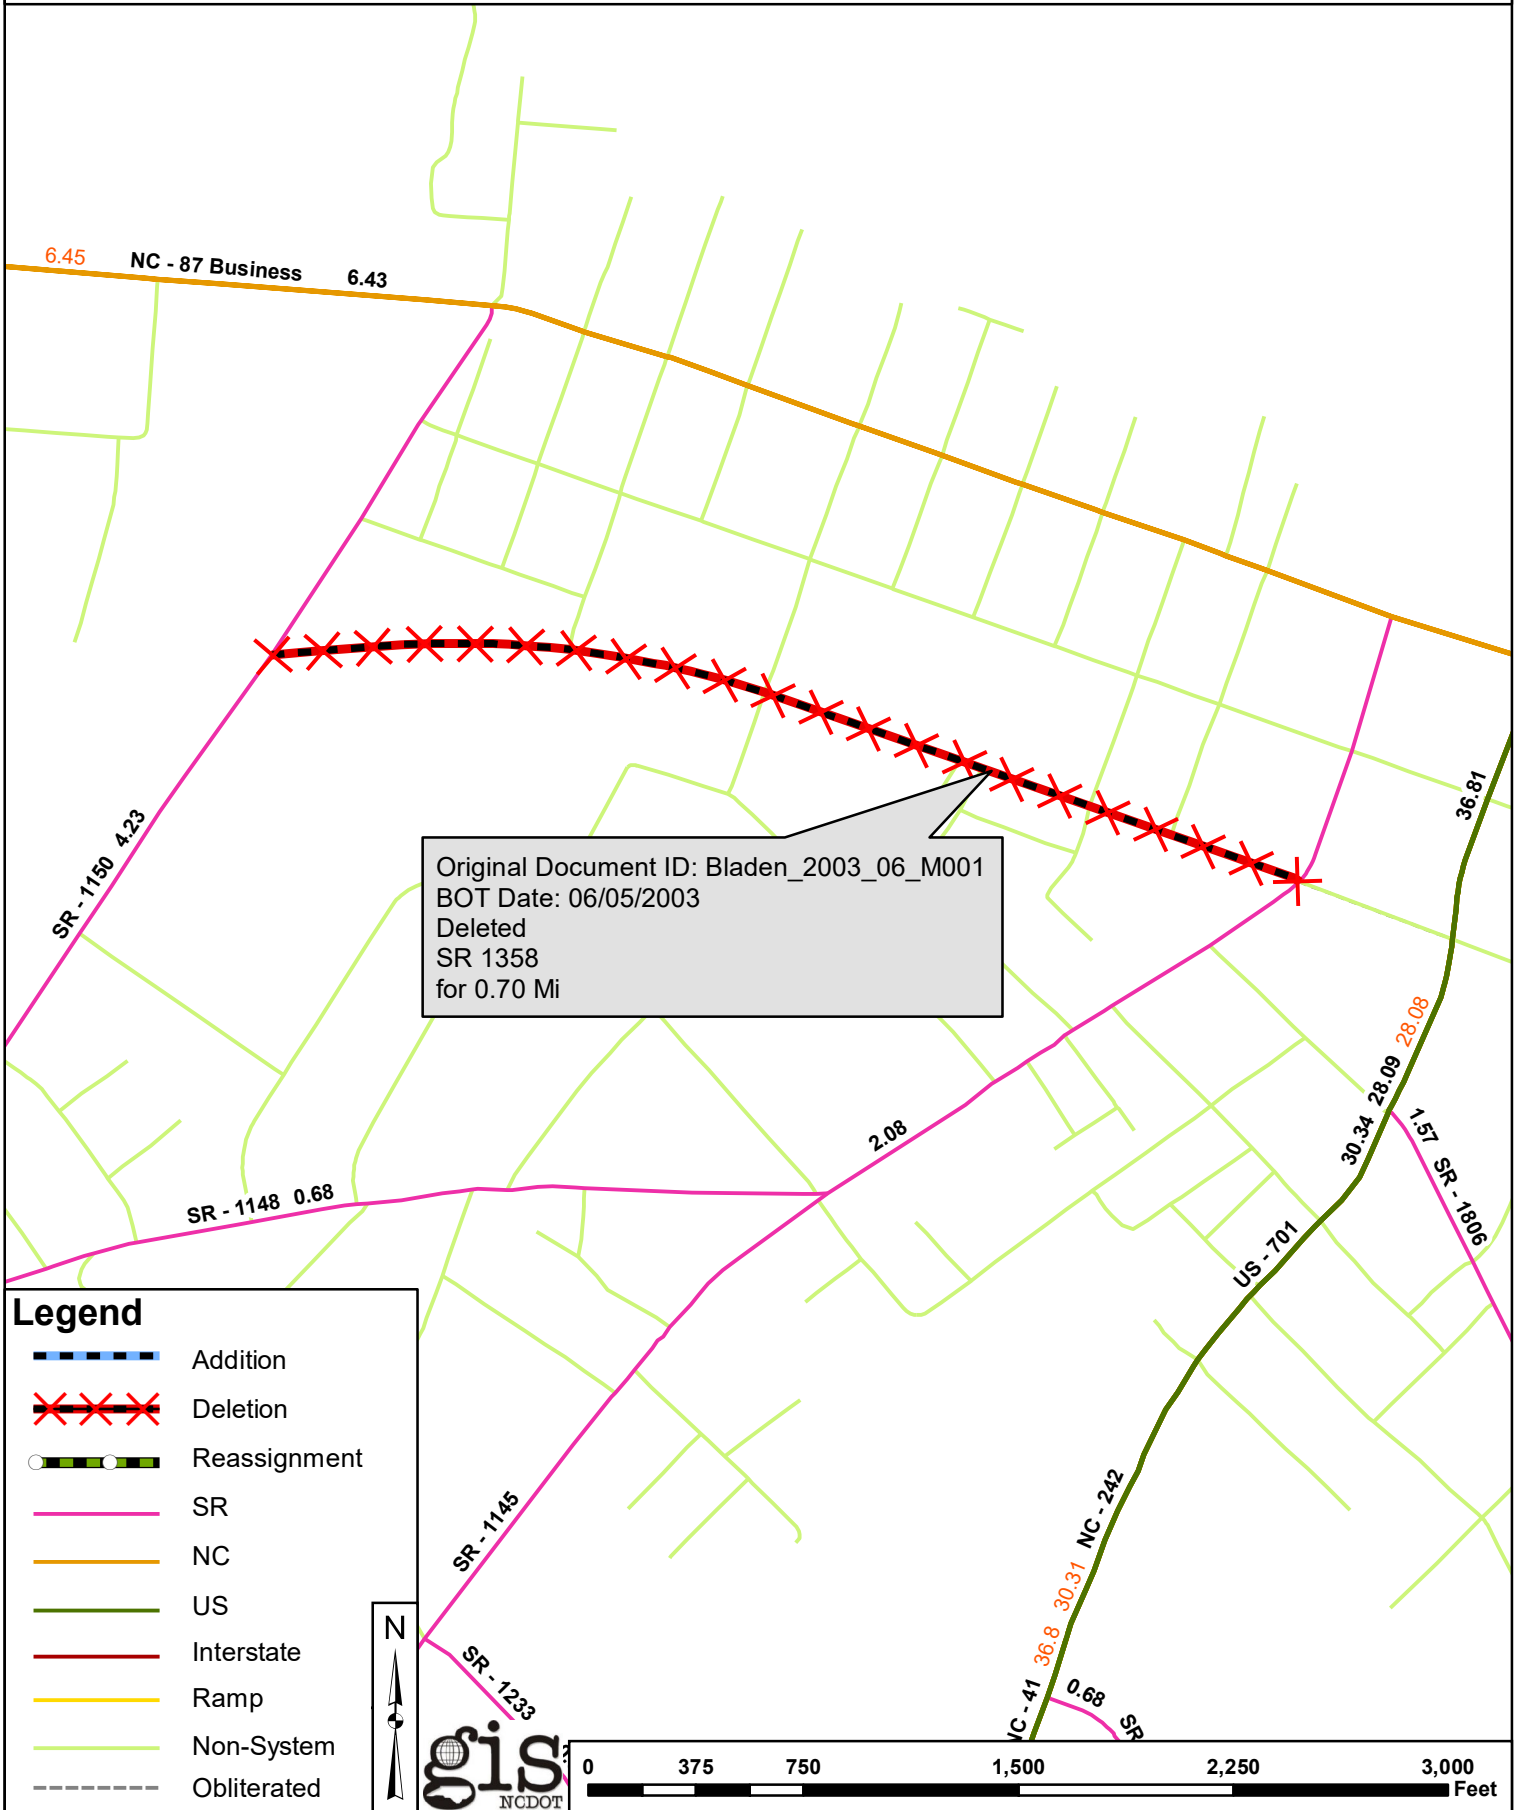 6.45
NC - 87 Business
6.43
36.81
SR - 1150 4.23
Original Document ID: Bladen_2003_06_M001
BOT Date: 06/05/2003
Deleted
SR 1358
for 0.70 Mi
28.08
28.09
30.34
1.57 SR - 1806
2.08
SR - 1148 0.68
US - 701
NC - 242
30.31
36.8
NC - 41
0.68
SR
SR - 1145
SR - 1233
Legend
Addition
Deletion
Reassignment
SR
NC
US
Interstate
Ramp
Non-System
Obliterated
N
gis
NCDOT
0 375 750 1,500 2,250 3,000
Feet